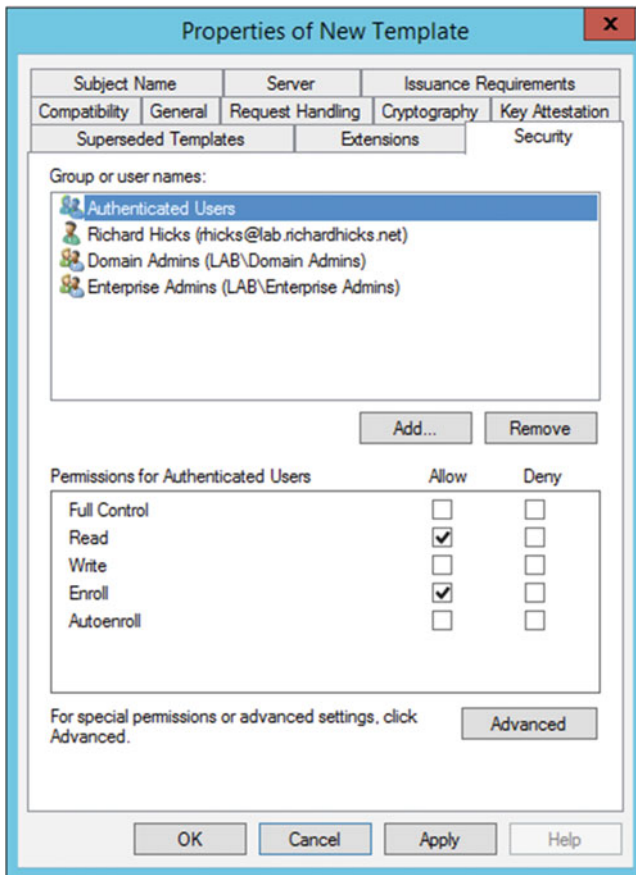 Properties of New Template
x
Subject Name Server Issuance Requirements
Compatibility General Request Handling Cryptography Key Attestation
Superseded Templates Extensions Security
Group or user names:
Authenticated Users
Richard Hicks (rhicks@lab.richardhicks.net)
Domain Admins (LAB\Domain Admins)
Enterprise Admins (LAB\Enterprise Admins)
Add... Remove
Permissions for Authenticated Users Allow Deny
Full Control
Read
Write
Enroll
Autoenroll
For special permissions or advanced settings, click
Advanced.
Advanced
OK Cancel Apply Help